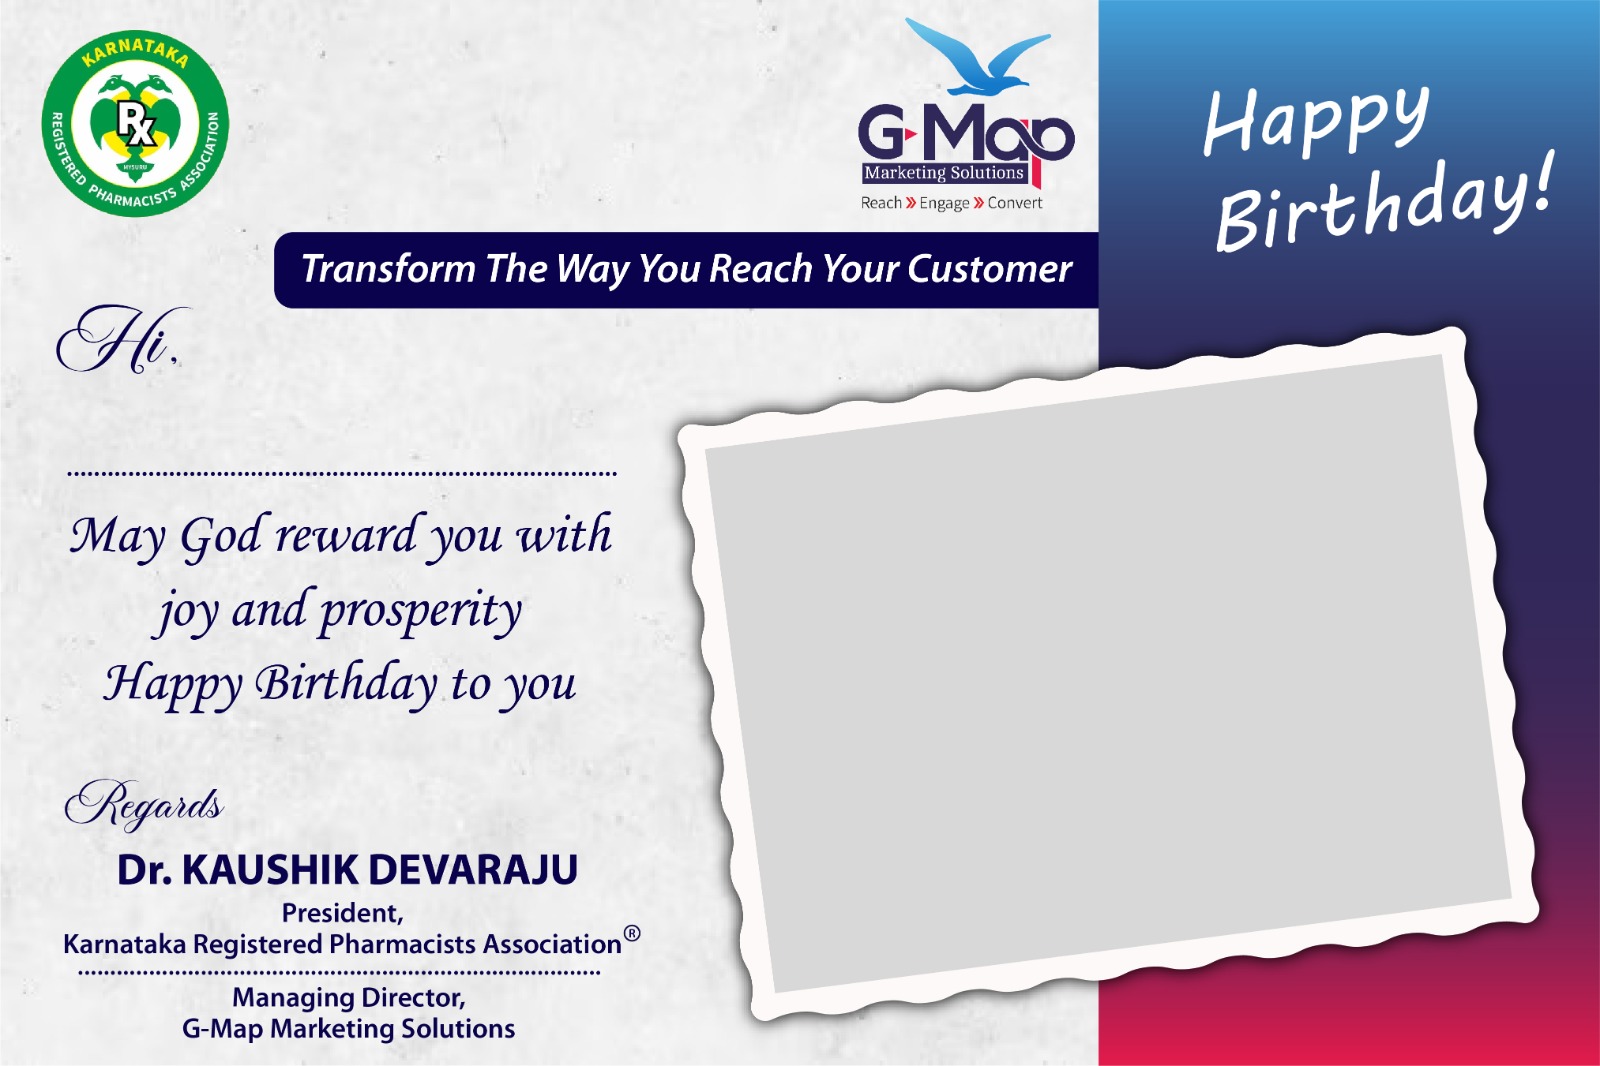 KARNATAKA
REGISTERED PHARMACISTS ASSOCIATION
Rx
MYSURU
G-Map
Marketing Solutions
Reach » Engage » Convert
Happy
Birthday!
Transform The Way You Reach Your Customer
Hi,
May God reward you with
joy and prosperity
Happy Birthday to you
Regards
Dr. KAUSHIK DEVARAJU
President,
Karnataka Registered Pharmacists Association®
Managing Director,
G-Map Marketing Solutions